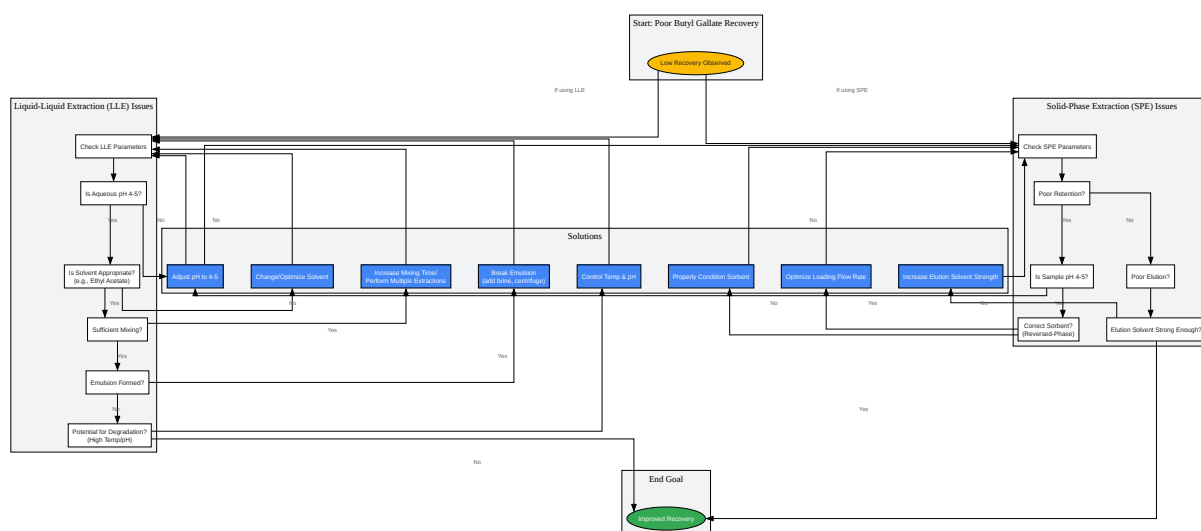 Start: Poor Butyl Gallate Recovery
Low Recovery Observed
If using LLE
If using SPE
Liquid-Liquid Extraction (LLE) Issues
Check LLE Parameters
Is Aqueous pH 4-5?
Yes
No
No
Is Solvent Appropriate?
(e.g., Ethyl Acetate)
Yes
No
Sufficient Mixing?
Yes
Yes
Emulsion Formed?
Yes
No
Potential for Degradation?
(High Temp/pH)
No
Yes
Solutions
Adjust pH to 4-5
Change/Optimize Solvent
Increase Mixing Time/
Perform Multiple Extractions
Break Emulsion
(add brine, centrifuge)
Control Temp & pH
Properly Condition Sorbent
Optimize Loading Flow Rate
Increase Elution Solvent Strength
Solid-Phase Extraction (SPE) Issues
Check SPE Parameters
Poor Retention?
No
Yes
No
Is Sample pH 4-5?
Poor Elution?
No
Yes
No
Yes
Correct Sorbent?
(Reversed-Phase)
Elution Solvent Strong Enough?
End Goal
Improved Recovery